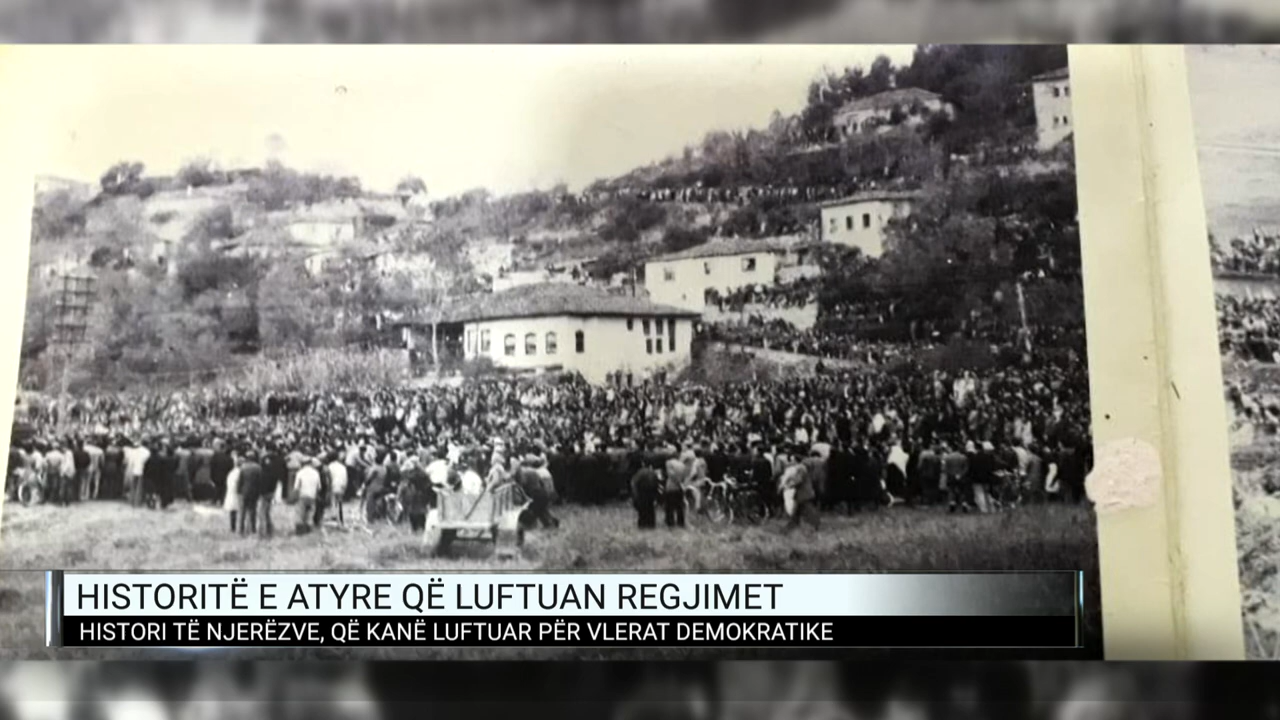 HISTORITË E ATYRE QË LUFTUAN REGJIMET
HISTORI TË NJERËZVE, QË KANË LUFTUAR PËR VLERAT DEMOKRATIKE